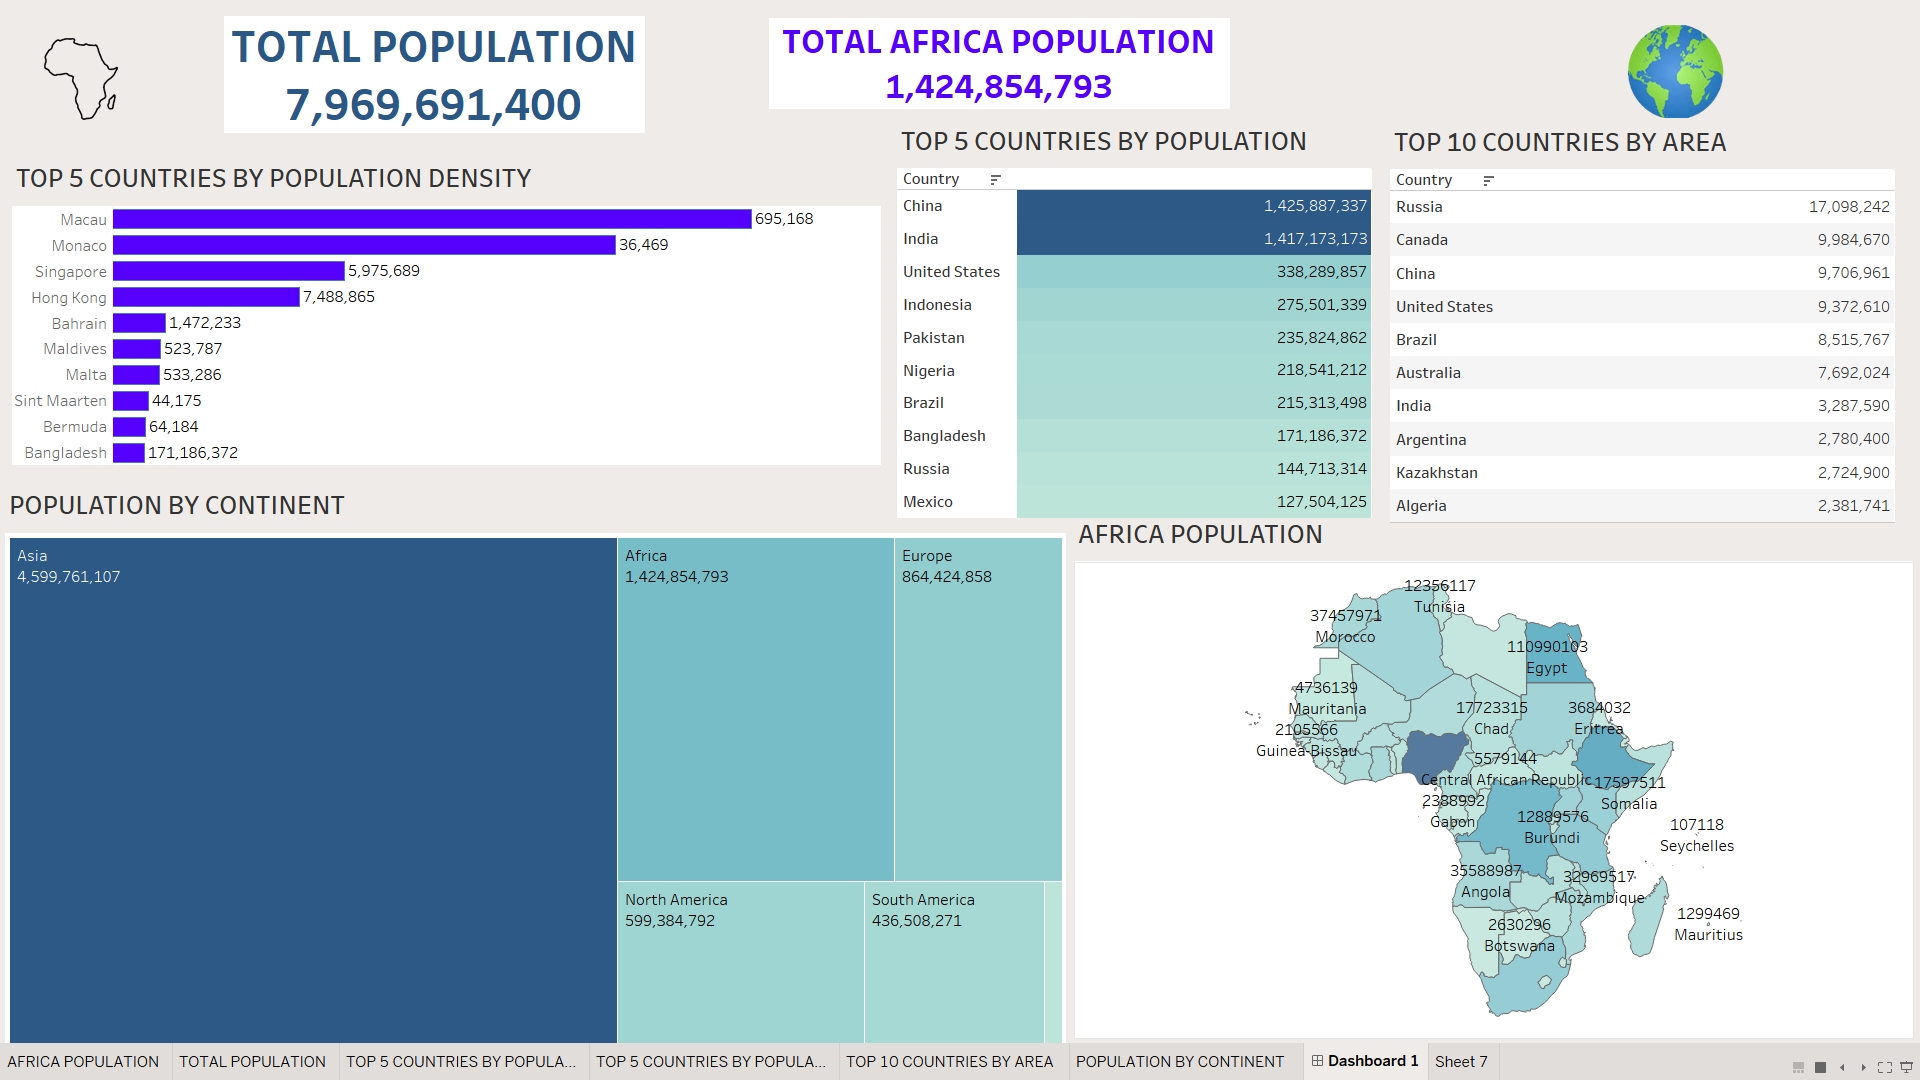 TOTAL POPULATION
7,969,691,400
TOTAL AFRICA POPULATION
1,424,854,793
TOP 5 COUNTRIES BY POPULATION DENSITY
Macau 695,168
Monaco 36,469
Singapore 5,975,689
Hong Kong 7,488,865
Bahrain 1,472,233
Maldives 523,787
Malta 533,286
Sint Maarten 44,175
Bermuda 64,184
Bangladesh 171,186,372
TOP 5 COUNTRIES BY POPULATION
Country
China 1,425,887,337
India 1,417,173,173
United States 338,289,857
Indonesia 275,501,339
Pakistan 235,824,862
Nigeria 218,541,212
Brazil 215,313,498
Bangladesh 171,186,372
Russia 144,713,314
Mexico 127,504,125
TOP 10 COUNTRIES BY AREA
Country
Russia 17,098,242
Canada 9,984,670
China 9,706,961
United States 9,372,610
Brazil 8,515,767
Australia 7,692,024
India 3,287,590
Argentina 2,780,400
Kazakhstan 2,724,900
Algeria 2,381,741
POPULATION BY CONTINENT
Asia
4,599,761,107
Africa
1,424,854,793
Europe
864,424,858
North America
599,384,792
South America
436,508,271
AFRICA POPULATION
12356117
Tunisia
37457971
Morocco
110990103
Egypt
4736139
Mauritania
17723315
Chad
3684032
Eritrea
2105566
Guinea-Bissau
5579144
Central African Republic
17597511
Somalia
2388992
Gabon
12889576
Burundi
107118
Seychelles
35588987
Angola
32969517
Mozambique
1299469
Mauritius
2630296
Botswana
AFRICA POPULATION
TOTAL POPULATION
TOP 5 COUNTRIES BY POPULA...
TOP 5 COUNTRIES BY POPULA...
TOP 10 COUNTRIES BY AREA
POPULATION BY CONTINENT
Dashboard 1
Sheet 7